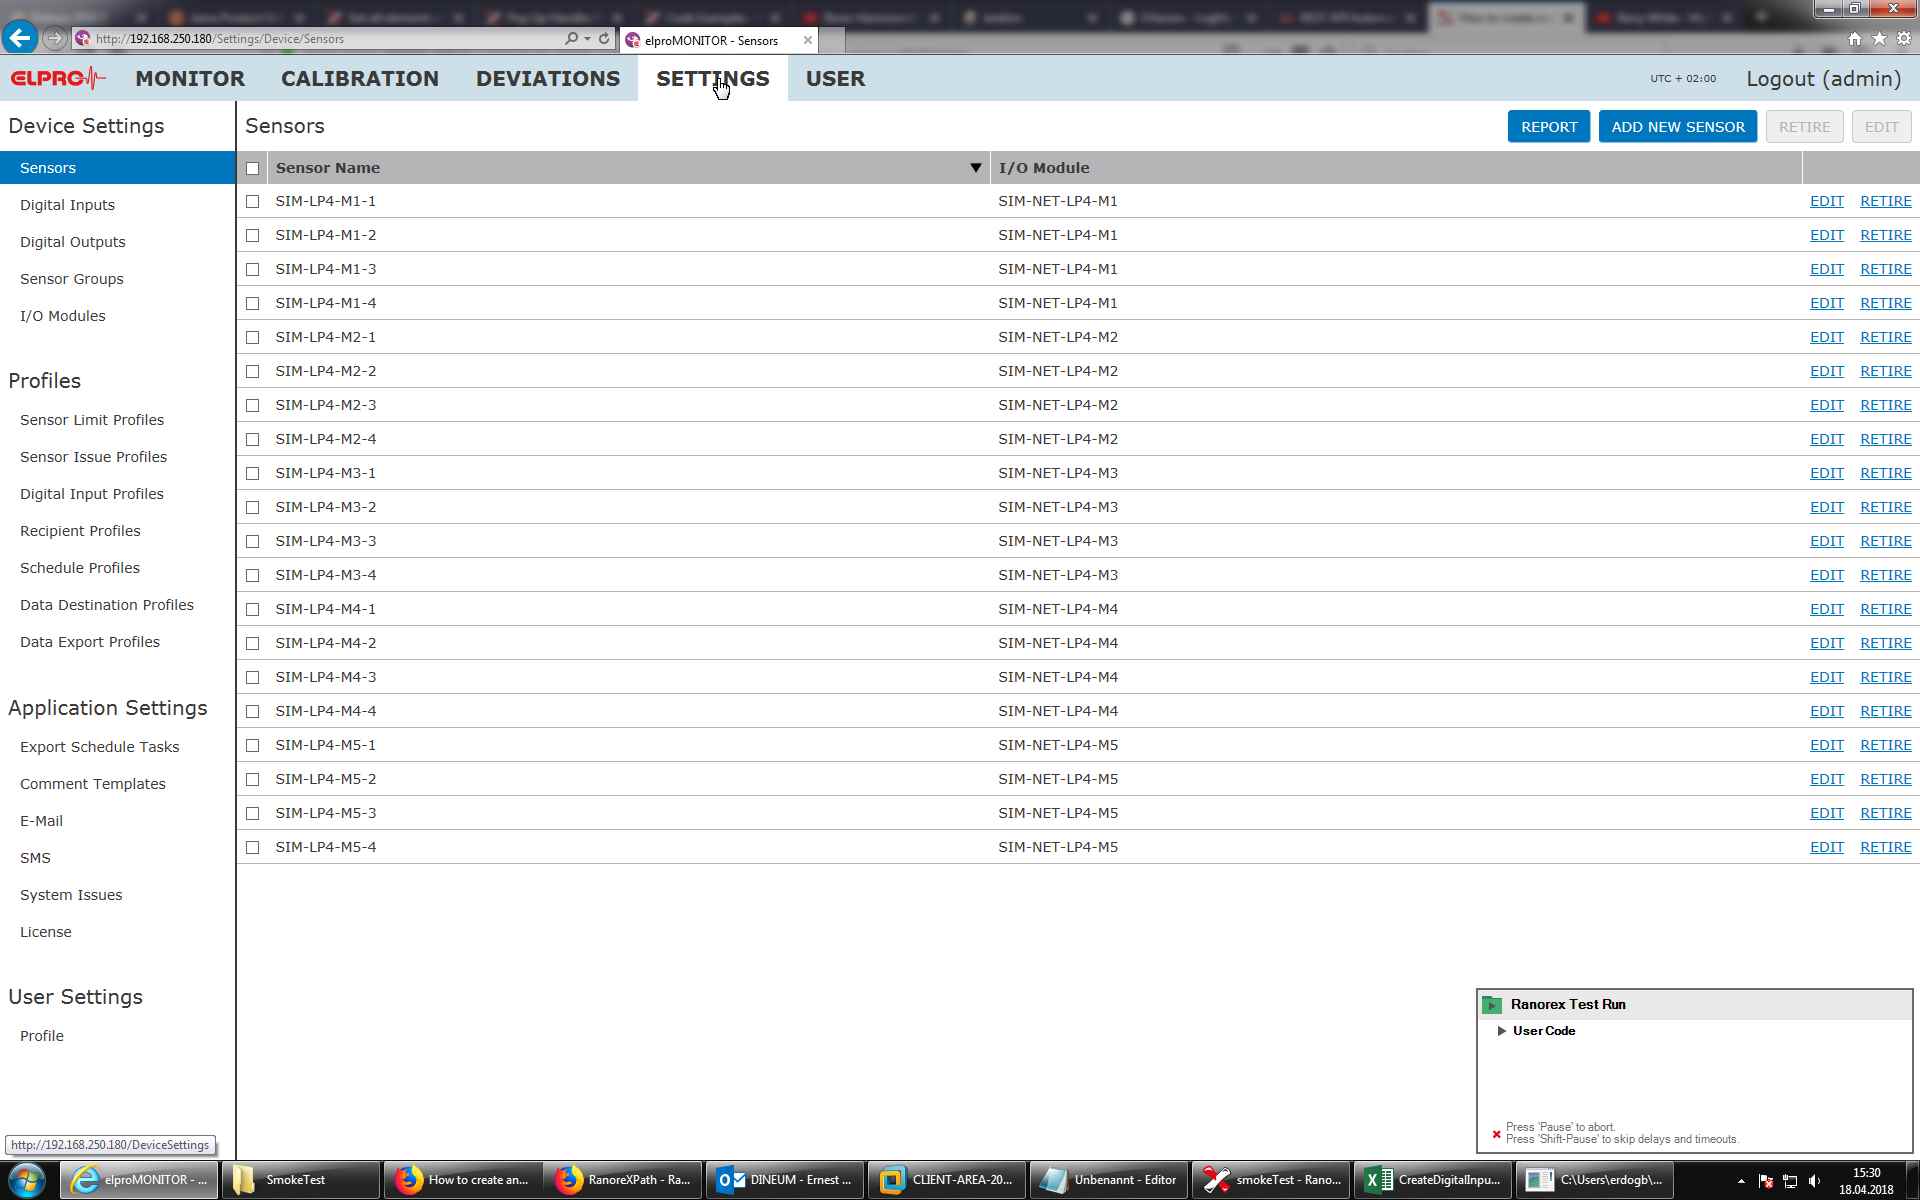 http://192.168.250.180/Settings/Device/Sensors
elproMONITOR - Sensors
ELPRO MONITOR CALIBRATION DEVIATIONS SETTINGS USER UTC + 02:00 Logout (admin)
Device Settings
Sensors
Digital Inputs
Digital Outputs
Sensor Groups
I/O Modules
Profiles
Sensor Limit Profiles
Sensor Issue Profiles
Digital Input Profiles
Recipient Profiles
Schedule Profiles
Data Destination Profiles
Data Export Profiles
Application Settings
Export Schedule Tasks
Comment Templates
E-Mail
SMS
System Issues
License
User Settings
Profile
http://192.168.250.180/DeviceSettings
Sensors REPORT ADD NEW SENSOR RETIRE EDIT
Sensor Name I/O Module
SIM-LP4-M1-1 SIM-NET-LP4-M1 EDIT RETIRE
SIM-LP4-M1-2 SIM-NET-LP4-M1 EDIT RETIRE
SIM-LP4-M1-3 SIM-NET-LP4-M1 EDIT RETIRE
SIM-LP4-M1-4 SIM-NET-LP4-M1 EDIT RETIRE
SIM-LP4-M2-1 SIM-NET-LP4-M2 EDIT RETIRE
SIM-LP4-M2-2 SIM-NET-LP4-M2 EDIT RETIRE
SIM-LP4-M2-3 SIM-NET-LP4-M2 EDIT RETIRE
SIM-LP4-M2-4 SIM-NET-LP4-M2 EDIT RETIRE
SIM-LP4-M3-1 SIM-NET-LP4-M3 EDIT RETIRE
SIM-LP4-M3-2 SIM-NET-LP4-M3 EDIT RETIRE
SIM-LP4-M3-3 SIM-NET-LP4-M3 EDIT RETIRE
SIM-LP4-M3-4 SIM-NET-LP4-M3 EDIT RETIRE
SIM-LP4-M4-1 SIM-NET-LP4-M4 EDIT RETIRE
SIM-LP4-M4-2 SIM-NET-LP4-M4 EDIT RETIRE
SIM-LP4-M4-3 SIM-NET-LP4-M4 EDIT RETIRE
SIM-LP4-M4-4 SIM-NET-LP4-M4 EDIT RETIRE
SIM-LP4-M5-1 SIM-NET-LP4-M5 EDIT RETIRE
SIM-LP4-M5-2 SIM-NET-LP4-M5 EDIT RETIRE
SIM-LP4-M5-3 SIM-NET-LP4-M5 EDIT RETIRE
SIM-LP4-M5-4 SIM-NET-LP4-M5 EDIT RETIRE
Ranorex Test Run
User Code
Press 'Pause' to abort.
Press 'Shift-Pause' to skip delays and timeouts.
elproMONITOR - ... SmokeTest How to create an... RanoreXPath - Ra... DINEUM - Ernest ... CLIENT-AREA-20... Unbenannt - Editor smokeTest - Rano... CreateDigitalInpu... C:\Users\erdogb\... 15:30
18.04.2018